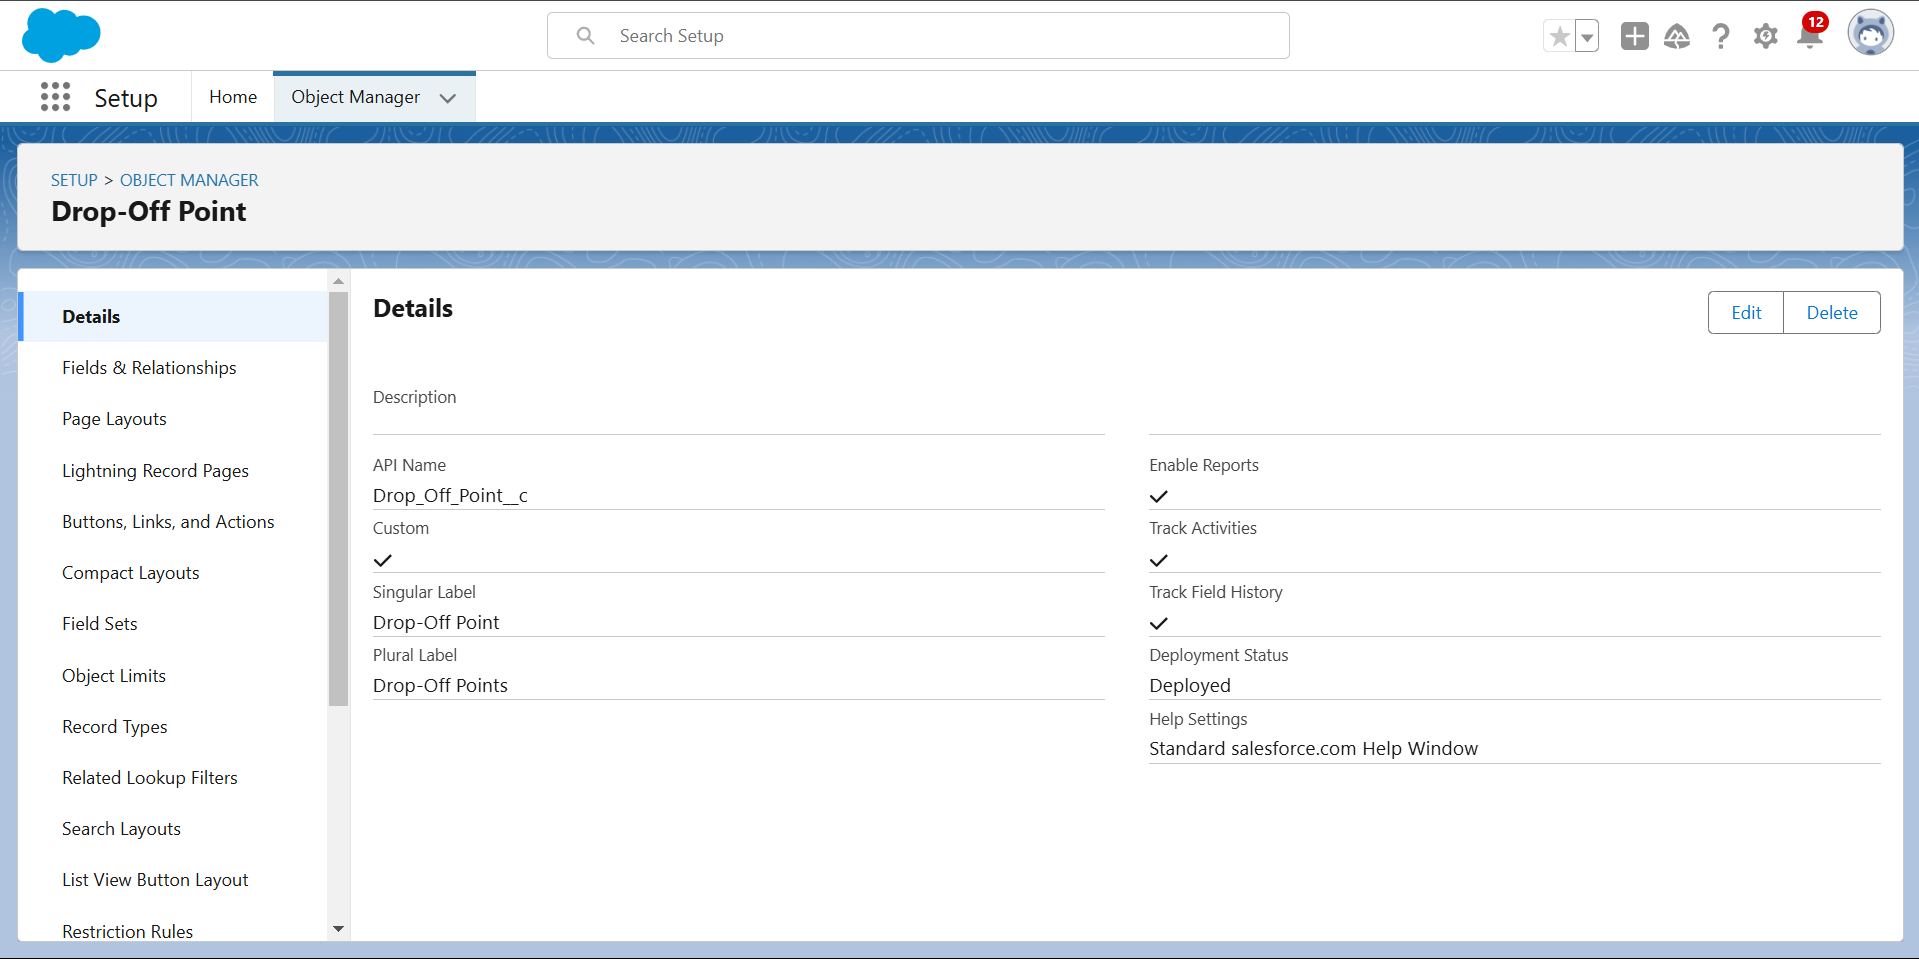 Search Setup
12
Setup
Home
Object Manager
SETUP > OBJECT MANAGER
Drop-Off Point
Details
Fields & Relationships
Page Layouts
Lightning Record Pages
Buttons, Links, and Actions
Compact Layouts
Field Sets
Object Limits
Record Types
Related Lookup Filters
Search Layouts
List View Button Layout
Restriction Rules
Details
Edit
Delete
Description
API Name
Drop_Off_Point__c
Custom
Singular Label
Drop-Off Point
Plural Label
Drop-Off Points
Enable Reports
Track Activities
Track Field History
Deployment Status
Deployed
Help Settings
Standard salesforce.com Help Window